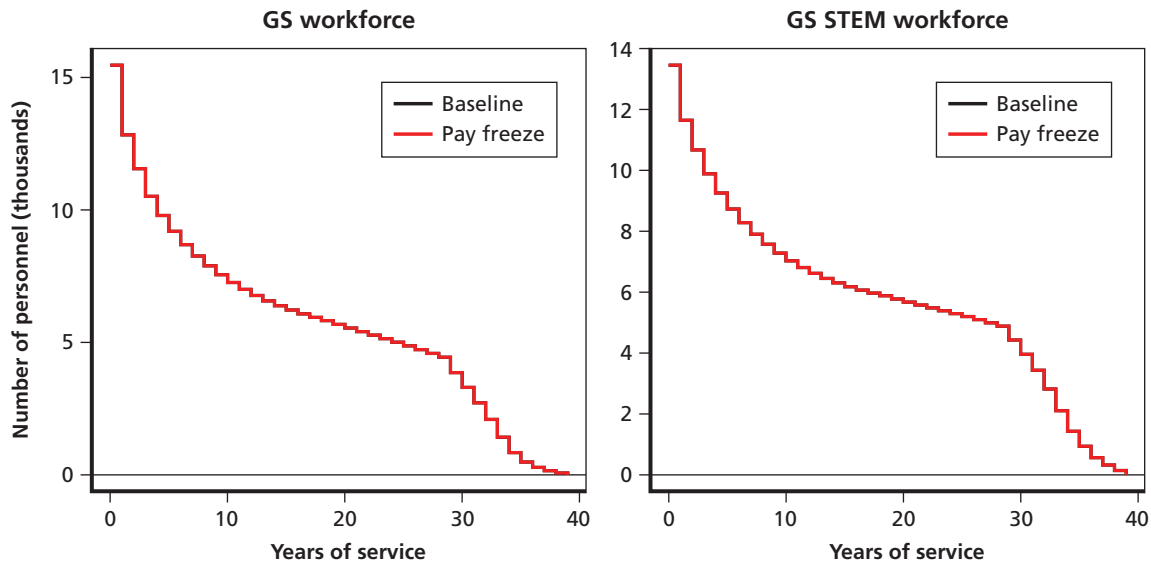 GS workforce
Number of personnel (thousands)
15
10
5
0
Baseline
Pay freeze
0 10 20 30 40
Years of service
GS STEM workforce
14
12
10
8
6
4
2
0
Baseline
Pay freeze
0 10 20 30 40
Years of service